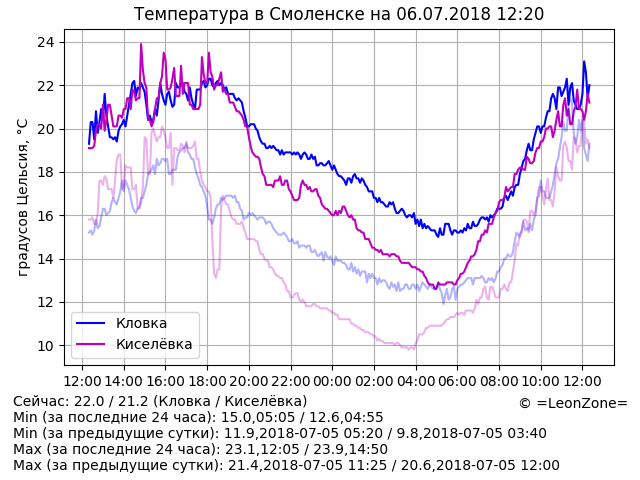 Температура в Смоленске на 06.07.2018 12:20
градусов Цельсия, °C
24
22
20
18
16
14
12
10
Кловка
Киселёвка
12:00 14:00 16:00 18:00 20:00 22:00 00:00 02:00 04:00 06:00 08:00 10:00 12:00
Сейчас: 22.0 / 21.2 (Кловка / Киселёвка)
© =LeonZone=
Min (за последние 24 часа): 15.0,05:05 / 12.6,04:55
Min (за предыдущие сутки): 11.9,2018-07-05 05:20 / 9.8,2018-07-05 03:40
Max (за последние 24 часа): 23.1,12:05 / 23.9,14:50
Max (за предыдущие сутки): 21.4,2018-07-05 11:25 / 20.6,2018-07-05 12:00